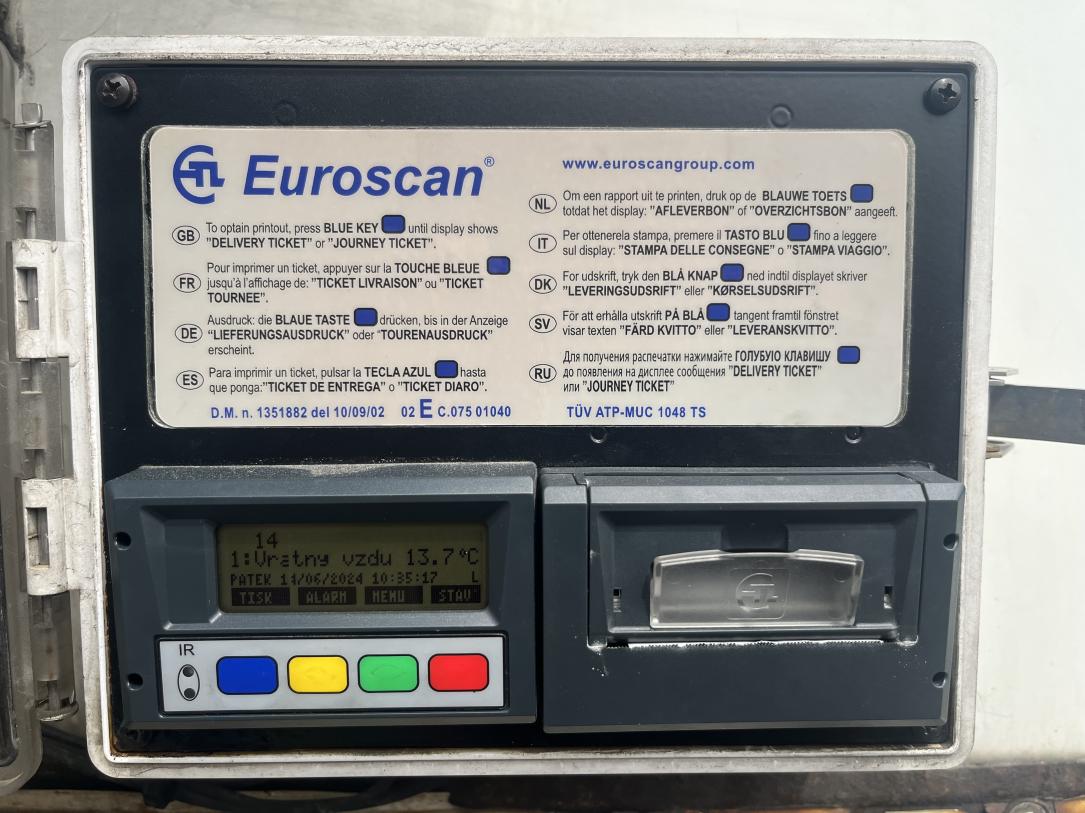 Euroscan®
www.euroscangroup.com
GB
To optain printout, press BLUE KEY until display shows
"DELIVERY TICKET" or "JOURNEY TICKET".
FR
Pour imprimer un ticket, appuyer sur la TOUCHE BLEUE
jusqu'à l'affichage de: "TICKET LIVRAISON" ou "TICKET
TOURNEE".
DE
Ausdruck: die BLAUE TASTE drücken, bis in der Anzeige
"LIEFERUNGSAUSDRUCK" oder "TOURENAUSDRUCK"
erscheint.
ES
Para imprimir un ticket, pulsar la TECLA AZUL hasta
que ponga:"TICKET DE ENTREGA" o "TICKET DIARO".
NL
Om een rapport uit te printen, druk op de BLAUWE TOETS
totdat het display: "AFLEVERBON" of "OVERZICHTSBON" aangeeft.
IT
Per ottenerela stampa, premere il TASTO BLU fino a leggere
sul display: "STAMPA DELLE CONSEGNE" o "STAMPA VIAGGIO".
DK
For udskrift, tryk den BLÅ KNAP ned indtil displayet skriver
"LEVERINGSUDSRIFT" eller "KØRSELSUDSRIFT".
SV
För att erhålla utskrift PÅ BLÅ tangent framtil fönstret
visar texten "FÄRD KVITTO" eller "LEVERANSKVITTO".
RU
Для получения распечатки нажимайте ГОЛУБУЮ КЛАВИШУ
до появления на дисплее сообщения "DELIVERY TICKET"
или "JOURNEY TICKET"
D.M. n. 1351882 del 10/09/02 02 E C.075 01040
TÜV ATP-MUC 1048 TS
14
1:Vratny vzdu 13.7°C
PATEK 14/06/2024 10:35:17 L
TISK ALARM MENU STAV
IR